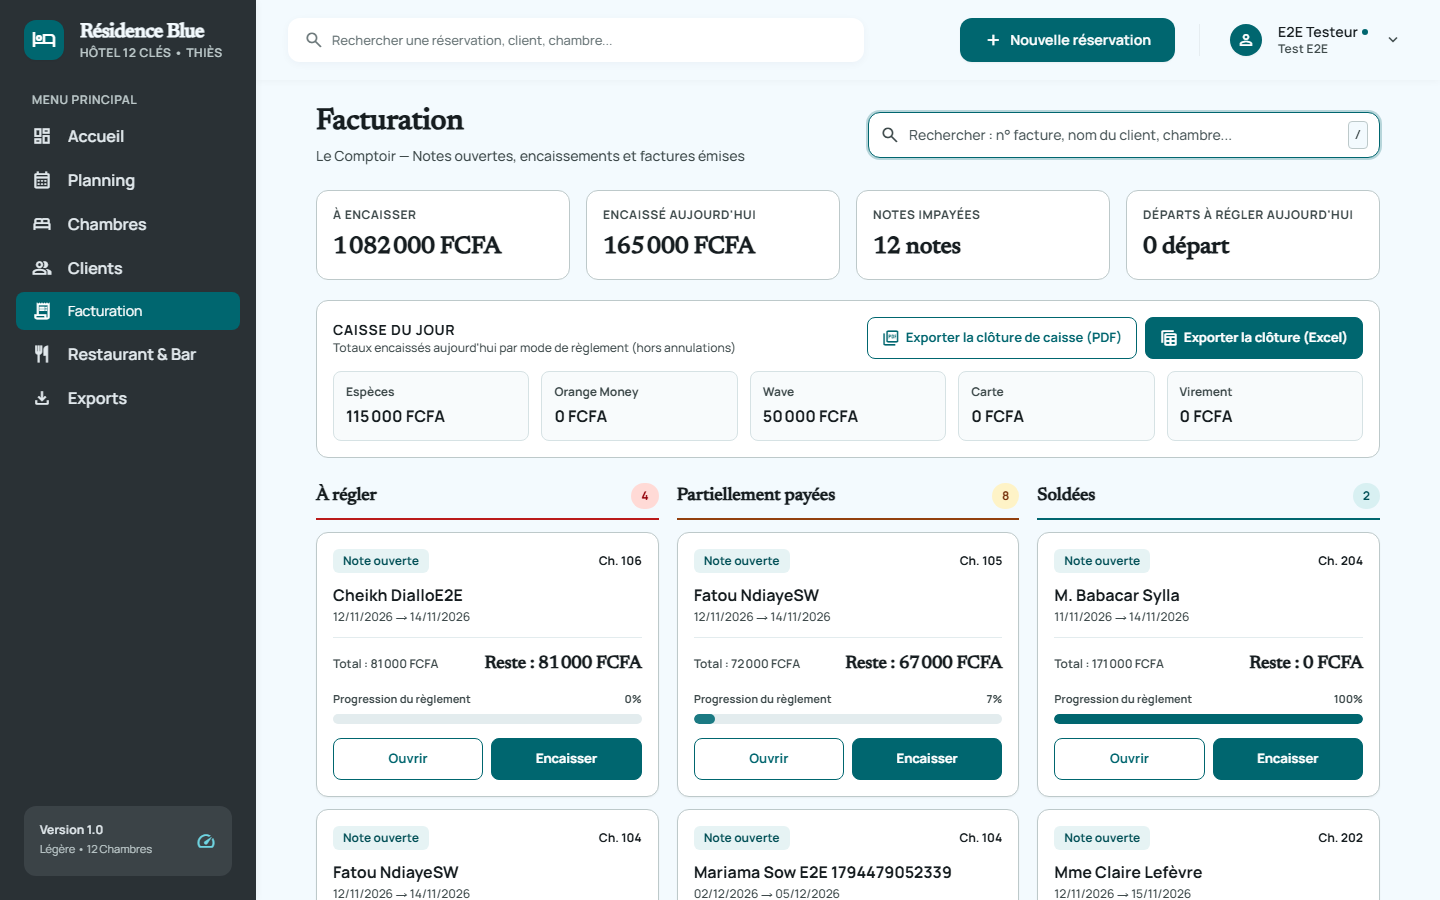 Résidence Blue
HÔTEL 12 CLÉS • THIÈS
MENU PRINCIPAL
Accueil
Planning
Chambres
Clients
Facturation
Restaurant & Bar
Exports
Version 1.0
Légère • 12 Chambres
Rechercher une réservation, client, chambre...
+ Nouvelle réservation
E2E Testeur
Test E2E
Facturation
Le Comptoir — Notes ouvertes, encaissements et factures émises
Rechercher : n° facture, nom du client, chambre... /
À ENCAISSER
1 082 000 FCFA
ENCAISSÉ AUJOURD'HUI
165 000 FCFA
NOTES IMPAYÉES
12 notes
DÉPARTS À RÉGLER AUJOURD'HUI
0 départ
CAISSE DU JOUR
Totaux encaissés aujourd'hui par mode de règlement (hors annulations)
Exporter la clôture de caisse (PDF)
Exporter la clôture (Excel)
Espèces
115 000 FCFA
Orange Money
0 FCFA
Wave
50 000 FCFA
Carte
0 FCFA
Virement
0 FCFA
À régler 4
Note ouverte Ch. 106
Cheikh DialloE2E
12/11/2026 → 14/11/2026
Total : 81 000 FCFA Reste : 81 000 FCFA
Progression du règlement 0%
Ouvrir Encaisser
Note ouverte Ch. 104
Fatou NdiayeSW
12/11/2026 → 14/11/2026
Partiellement payées 8
Note ouverte Ch. 105
Fatou NdiayeSW
12/11/2026 → 14/11/2026
Total : 72 000 FCFA Reste : 67 000 FCFA
Progression du règlement 7%
Ouvrir Encaisser
Note ouverte Ch. 104
Mariama Sow E2E 1794479052339
02/12/2026 → 05/12/2026
Soldées 2
Note ouverte Ch. 204
M. Babacar Sylla
11/11/2026 → 14/11/2026
Total : 171 000 FCFA Reste : 0 FCFA
Progression du règlement 100%
Ouvrir Encaisser
Note ouverte Ch. 202
Mme Claire Lefèvre
12/11/2026 → 15/11/2026